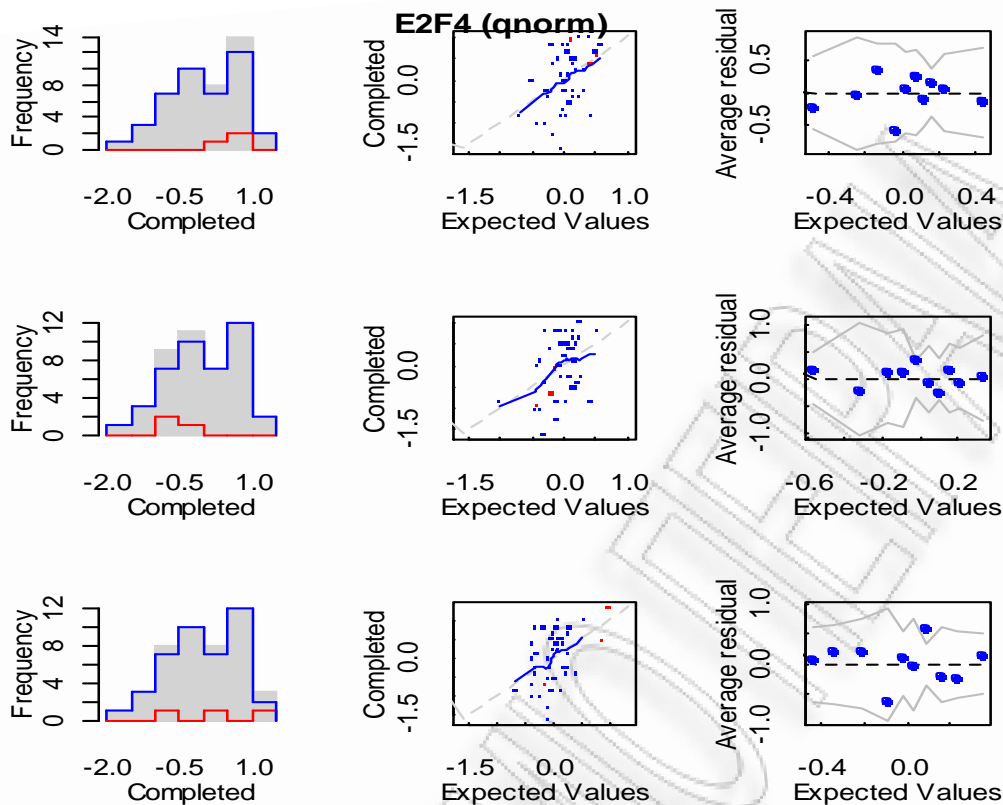 E2F4 (qnorm)
Frequency
0 4 8 14
-2.0 -0.5 1.0
Completed
Completed
-1.5 0.0
-1.5 0.0 1.0
Expected Values
Average residual
-0.5 0.5
-0.4 0.0 0.4
Expected Values
Frequency
0 4 8 12
-2.0 -0.5 1.0
Completed
Completed
-1.5 0.0
-1.5 0.0 1.0
Expected Values
Average residual
-1.0 0.0 1.0
-0.6 -0.2 0.2
Expected Values
Frequency
0 4 8 12
-2.0 -0.5 1.0
Completed
Completed
-1.5 0.0
-1.5 0.0
Expected Values
Average residual
-1.0 0.0 1.0
-0.4 0.0
Expected Values